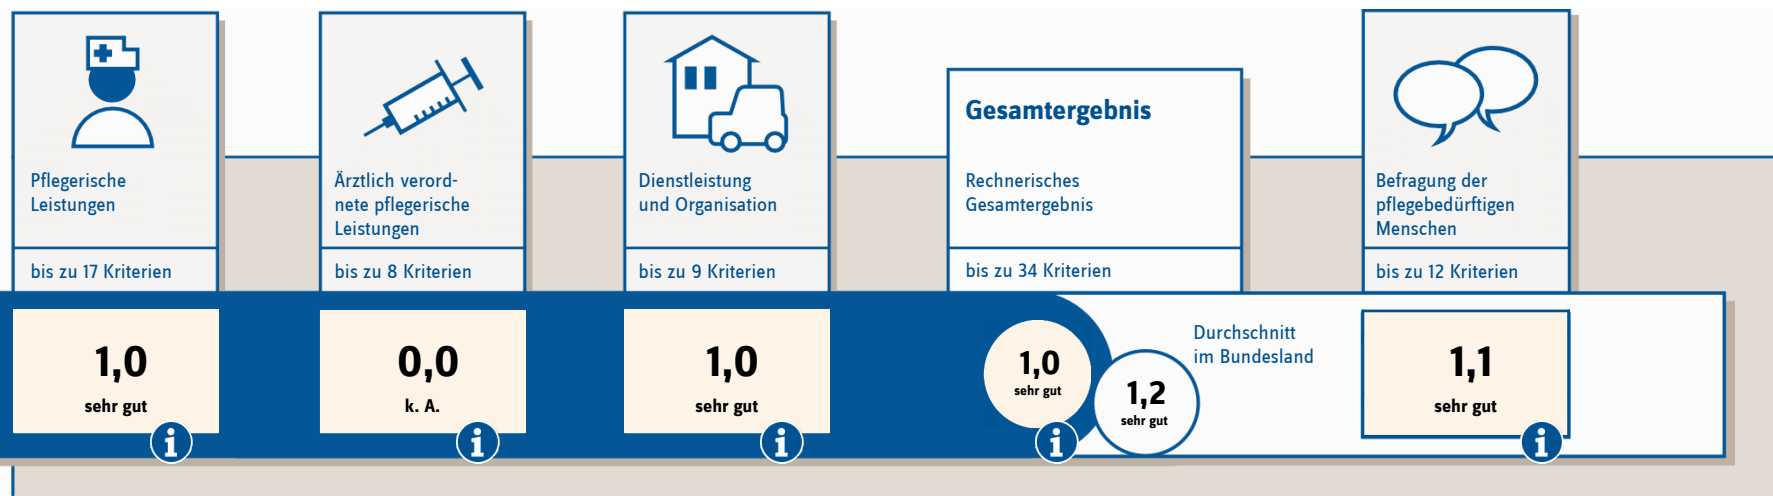 Pflegerische
Leistungen
bis zu 17 Kriterien
1,0
sehr gut
i
Ärztlich verord-
nete pflegerische
Leistungen
bis zu 8 Kriterien
0,0
k. A.
i
Dienstleistung
und Organisation
bis zu 9 Kriterien
1,0
sehr gut
i
Gesamtergebnis
Rechnerisches
Gesamtergebnis
bis zu 34 Kriterien
1,0
sehr gut
i
1,2
sehr gut
Durchschnitt
im Bundesland
Befragung der
pflegebedürftigen
Menschen
bis zu 12 Kriterien
1,1
sehr gut
i